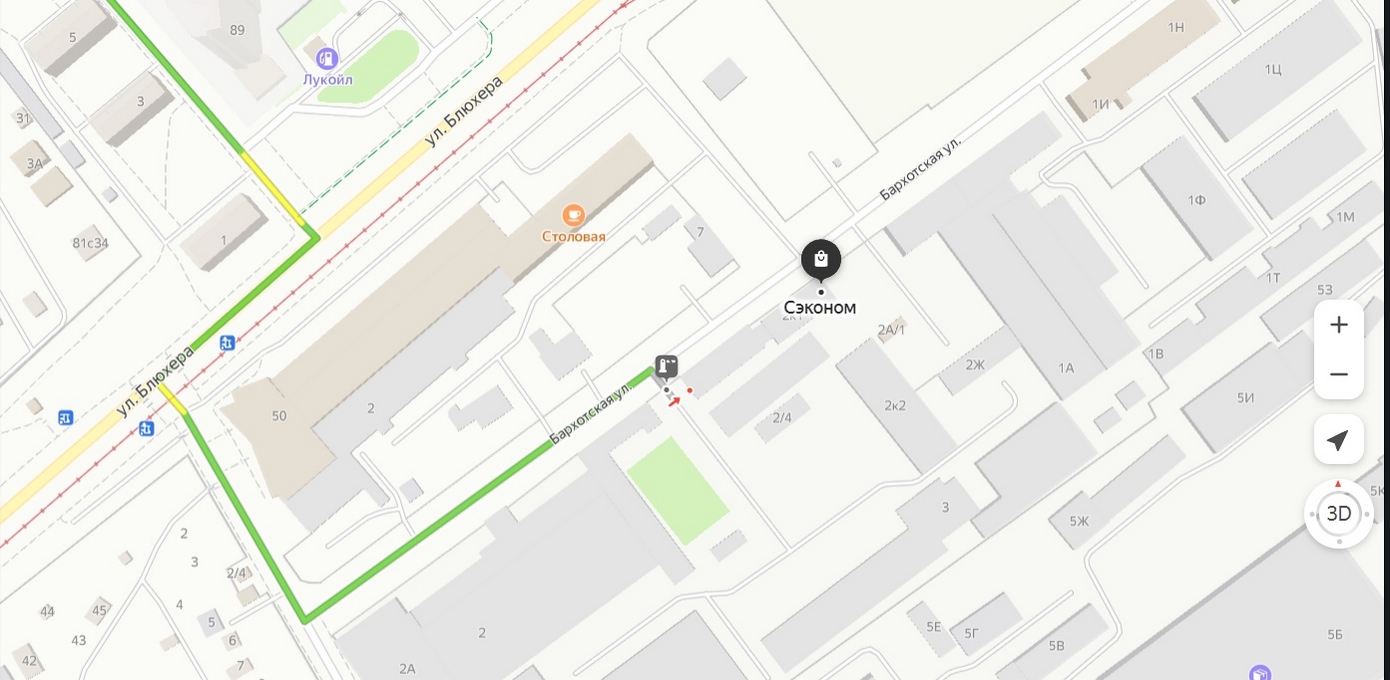 89
1Н
5
1Ц
Лукойл
ул. Блюхера
3
1И
31
3А
Бархотская ул.
1Ф
1М
Столовая
7
1
81с34
1Т
53
Сэконом
2А/1
+
1В
−
2Ж
1А
ул. Блюхера
5И
Бархотская ул.
2к2
2
50
2/4
5К
3
3D
5Ж
2
3
2/4
4
44
45
5
5Е
5Г
2
6
43
5Б
5В
42
7
2А